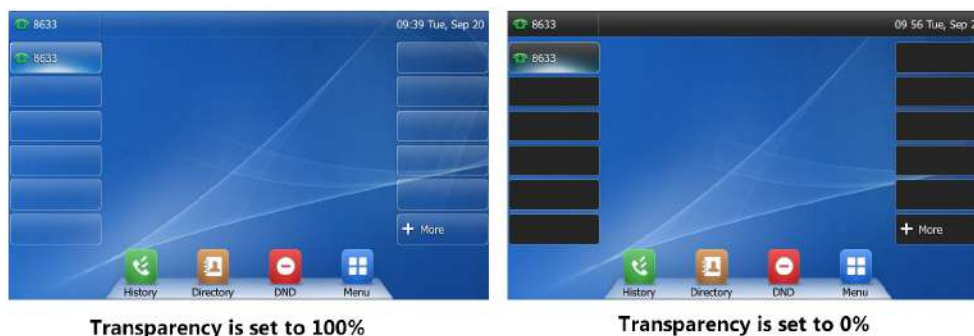 8633 09:39 Tue, Sep 20
8633
+ More
History Directory DND Menu
Transparency is set to 100%
8633 09 56 Tue, Sep 2
8633
+ More
History Directory DND Menu
Transparency is set to 0%